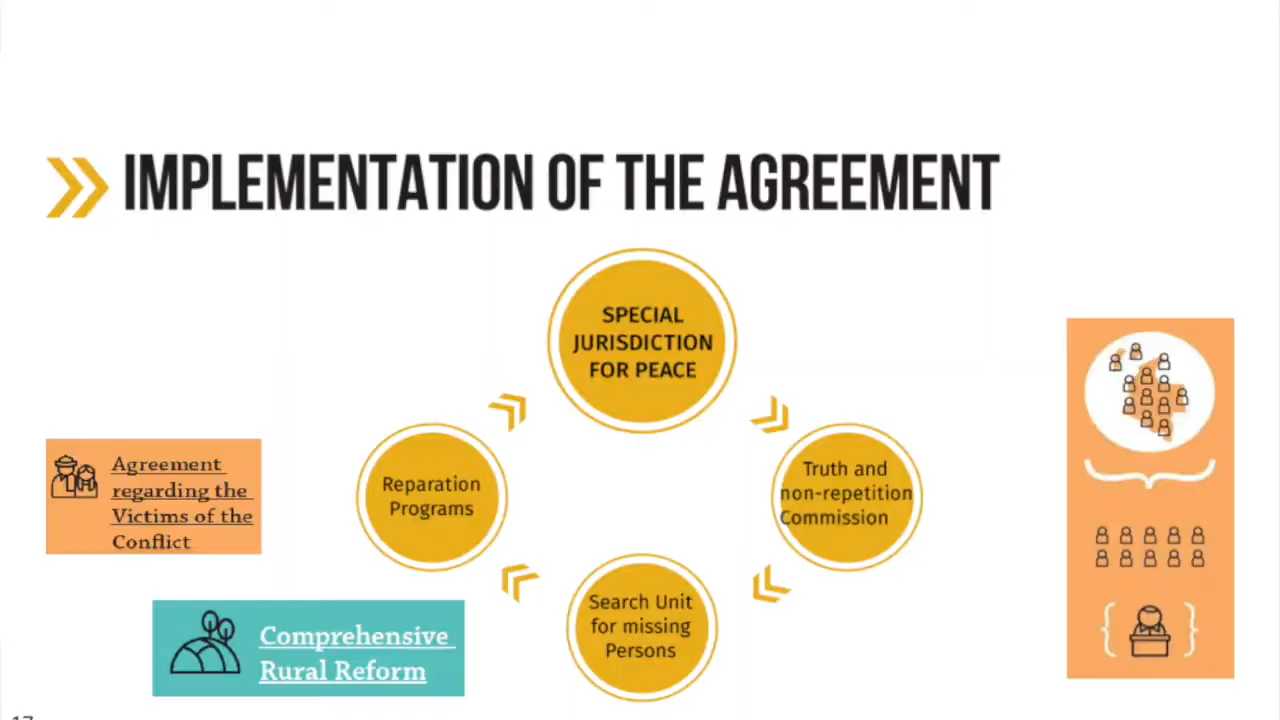 IMPLEMENTATION OF THE AGREEMENT
SPECIAL
JURISDICTION
FOR PEACE
Reparation
Programs
Truth and
non-repetition
Commission
Agreement
regarding the
Victims of the
Conflict
Search Unit
for missing
Persons
Comprehensive
Rural Reform